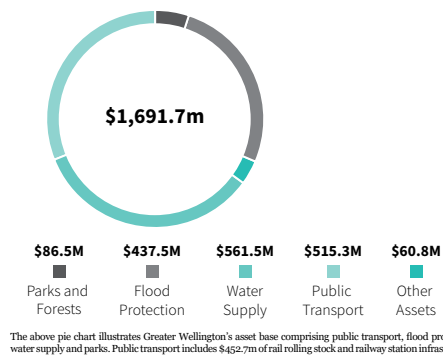 $1,691.7m
$86.5M $437.5M $561.5M $515.3M $60.8M
Parks and Flood Water Public Other
Forests Protection Supply Transport Assets
The above pie chart illustrates Greater Wellington's asset base comprising public transport, flood
water supply and parks. Public transport includes $452.7m of rail rolling stock and railway station